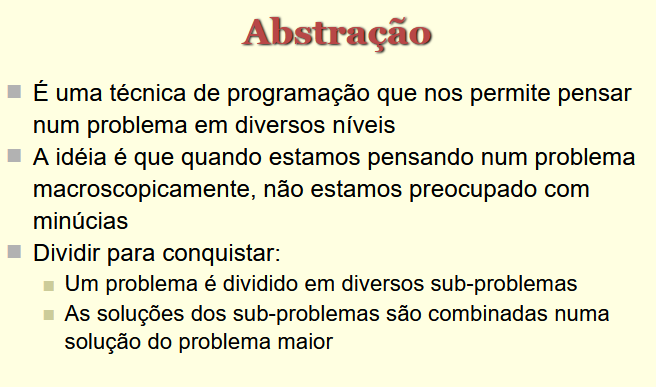 Abstração
É uma técnica de programação que nos permite pensar
num problema em diversos níveis
A idéia é que quando estamos pensando num problema
macroscopicamente, não estamos preocupado com
minúcias
Dividir para conquistar:
Um problema é dividido em diversos sub-problemas
As soluções dos sub-problemas são combinadas numa
solução do problema maior